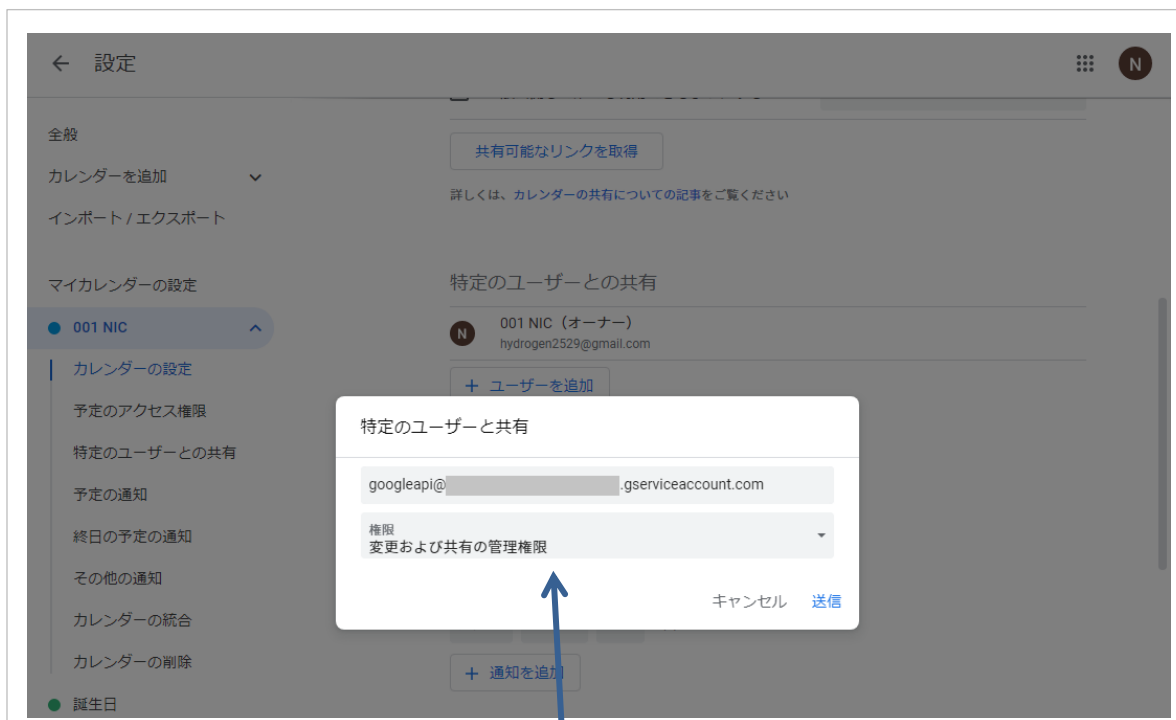 設定
N
全般
カレンダーを追加
インポート / エクスポート
マイカレンダーの設定
001 NIC
カレンダーの設定
予定のアクセス権限
特定のユーザーとの共有
予定の通知
終日の予定の通知
その他の通知
カレンダーの統合
カレンダーの削除
誕生日
共有可能なリンクを取得
詳しくは、カレンダーの共有についての記事をご覧ください
特定のユーザーとの共有
N
001 NIC(オーナー)
hydrogen2529@gmail.com
+ ユーザーを追加
特定のユーザーと共有
googleapi@ .gserviceaccount.com
権限
変更および共有の管理権限
キャンセル 送信
+ 通知を追加